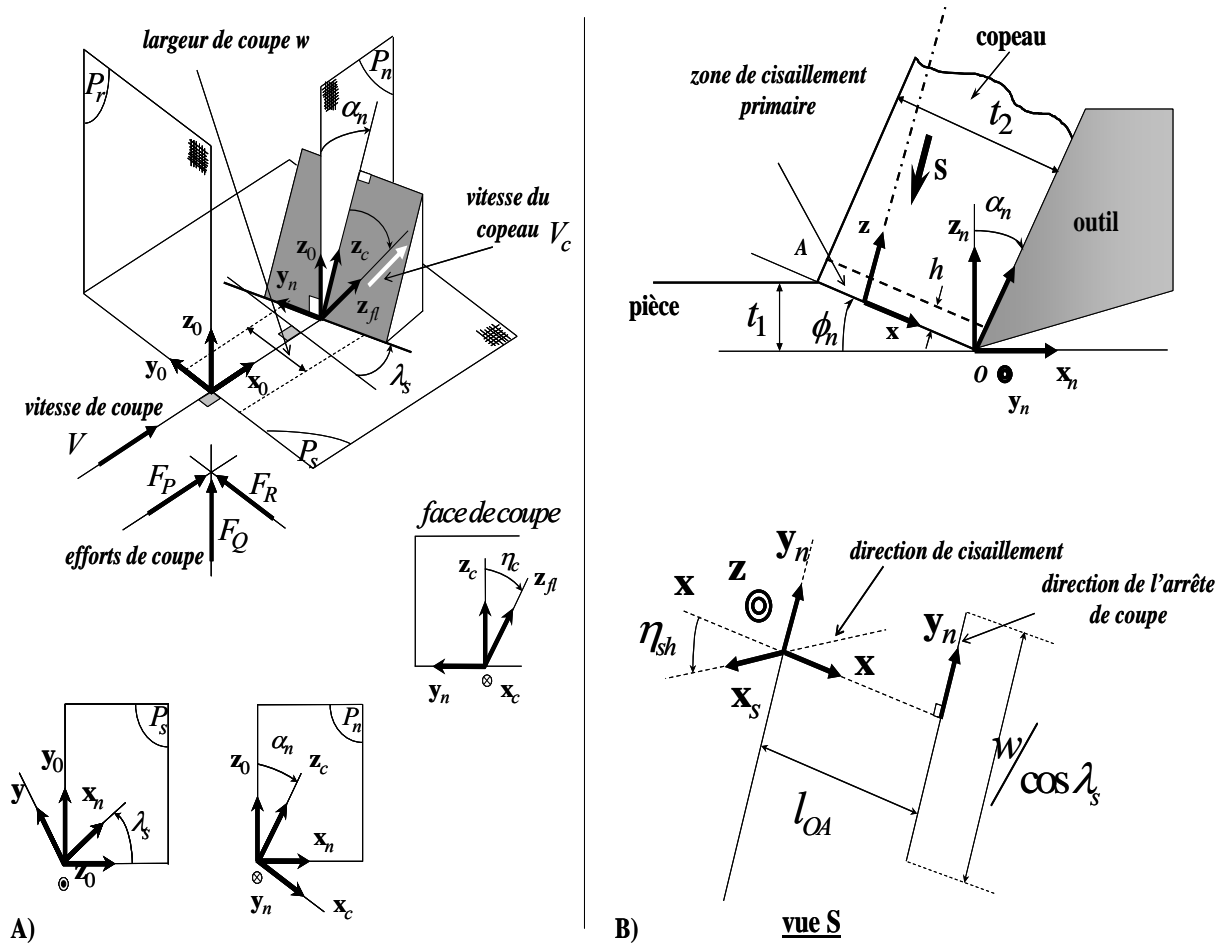 largeur de coupe w
P_r
P_n
α_n
vitesse du
copeau V_c
z_0
z_c
y_n
z_fl
z_0
y_0
x_0
λ_s
vitesse de coupe
V
P_s
F_P
F_R
F_Q
efforts de coupe
face de coupe
z_c
η_c
z_fl
y_n
x_c
P_s
y_0
y
x_n
λ_s
z_0
P_n
α_n
z_0
z_c
x_n
y_n
x_c
A)
copeau
zone de cisaillement
primaire
t_2
S
α_n
z_n
outil
z
A
h
pièce
t_1
ϕ_n
x
O
x_n
y_n
y_n
direction de cisaillement
z
direction de l'arrête
de coupe
x
η_sh
y_n
x
x_s
w/cos λ_s
l_OA
B)
vue S